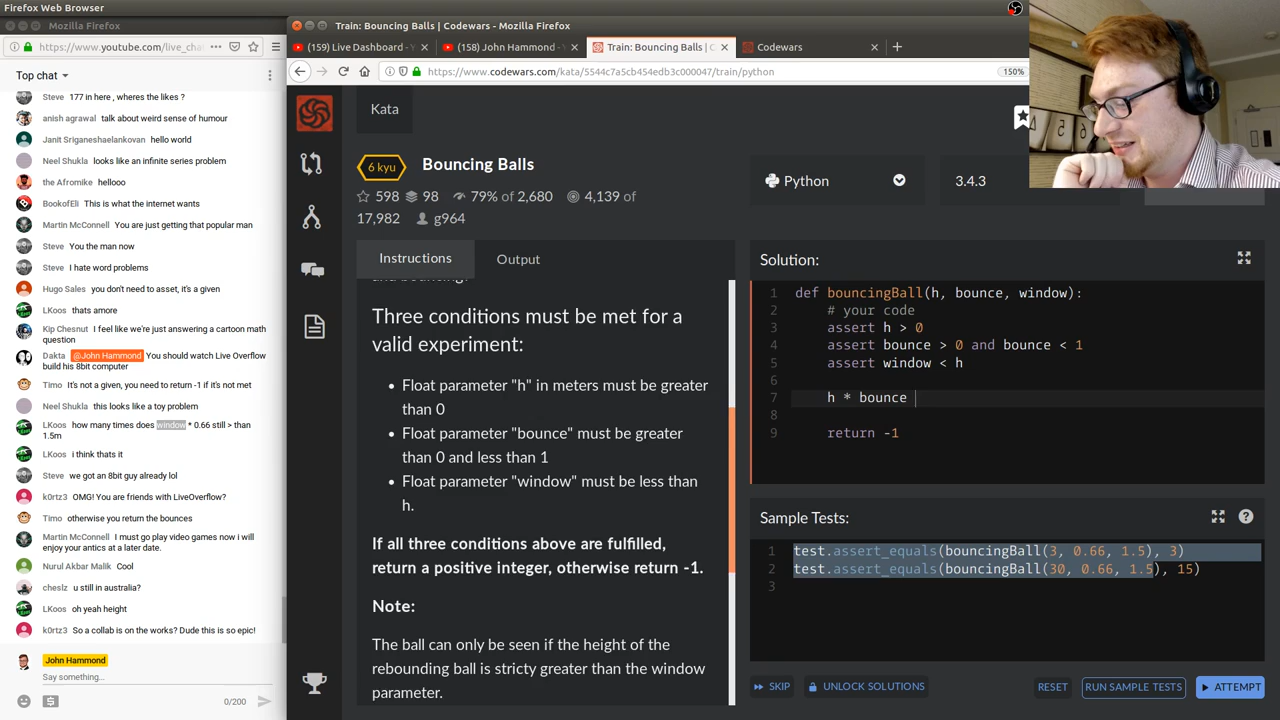 Firefox Web Browser
Mozilla Firefox
https://www.youtube.com/live_cha
Top chat
Steve 177 in here , wheres the likes ?
anish agrawal talk about weird sense of humour
Janit Sriganeshaelankovan hello world
Neel Shukla looks like an infinite series problem
the Afromike hellooo
BookofEli This is what the internet wants
Martin McConnell You are just getting that popular man
Steve You the man now
Steve I hate word problems
Hugo Sales you don't need to asset, it's a given
LKoos thats amore
Kip Chesnut I feel like we're just answering a cartoon math
question
Dakta @John Hammond You should watch Live Overflow
build his 8bit computer
Timo It's not a given, you need to return -1 if it's not met
Neel Shukla this looks like a toy problem
LKoos how many times does window * 0.66 still > than
1.5m
LKoos i think thats it
Steve we got an 8bit guy already lol
k0rtz3 OMG! You are friends with LiveOverflow?
Timo otherwise you return the bounces
Martin McConnell I must go play video games now i will
enjoy your antics at a later date.
Nurul Akbar Malik Cool
cheslz u still in australia?
LKoos oh yeah height
k0rtz3 So a collab is on the works? Dude this is so epic!
John Hammond
Say something...
0/200
Train: Bouncing Balls | Codewars - Mozilla Firefox
(159) Live Dashboard - Y
(158) John Hammond - Y
Train: Bouncing Balls | C
Codewars
https://www.codewars.com/kata/5544c7a5cb454edb3c000047/train/python
150%
Kata
6 kyu
Bouncing Balls
598 98 79% of 2,680 4,139 of
17,982 g964
Python
3.4.3
Instructions
Output
and bouncing.
Three conditions must be met for a
valid experiment:
• Float parameter "h" in meters must be greater
than 0
• Float parameter "bounce" must be greater
than 0 and less than 1
• Float parameter "window" must be less than
h.
If all three conditions above are fulfilled,
return a positive integer, otherwise return -1.
Note:
The ball can only be seen if the height of the
rebounding ball is stricty greater than the window
parameter.
Solution:
1 def bouncingBall(h, bounce, window):
2 # your code
3 assert h > 0
4 assert bounce > 0 and bounce < 1
5 assert window < h
6
7 h * bounce
8
9 return -1
Sample Tests:
1 test.assert_equals(bouncingBall(3, 0.66, 1.5), 3)
2 test.assert_equals(bouncingBall(30, 0.66, 1.5), 15)
3
SKIP
UNLOCK SOLUTIONS
RESET
RUN SAMPLE TESTS
ATTEMPT